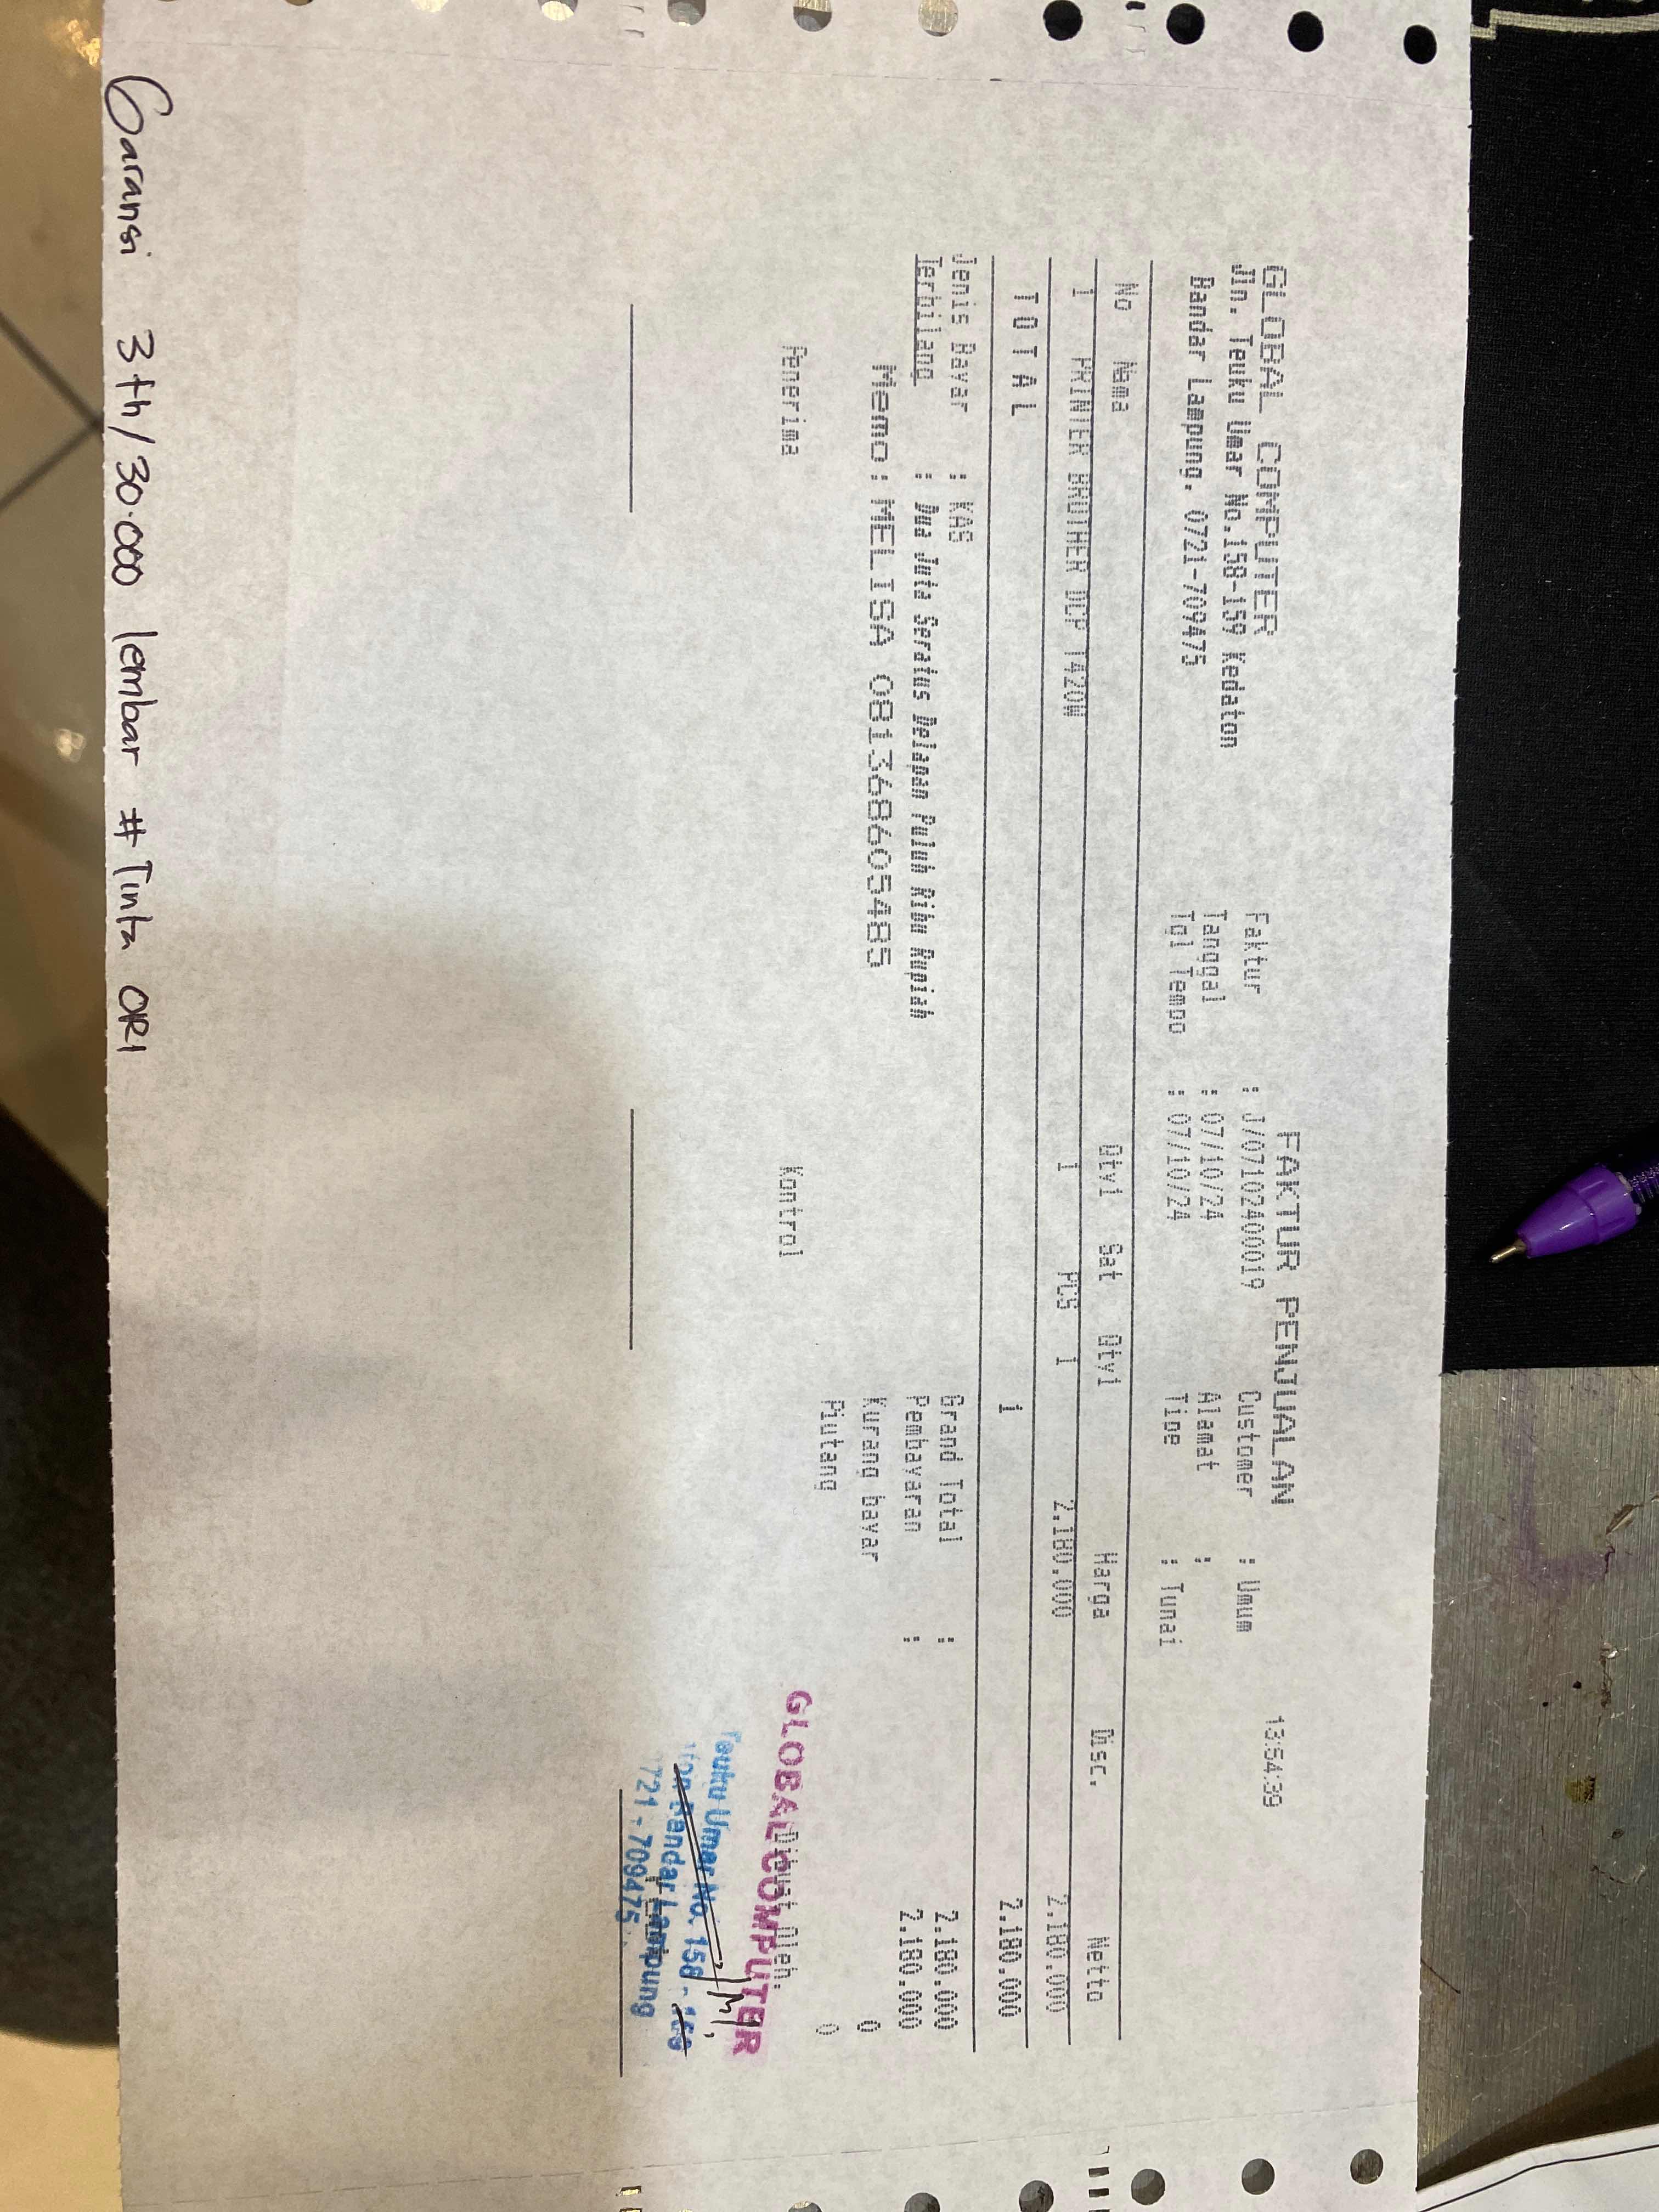 GLOBAL COMPUTER
Jln. Teuku Umar No.158-159 Kedaton
Bandar Lampung. 0721-709475
FAKTUR PENJUALAN
13:54:39
Faktur : J/07102400019
Tanggal : 07/10/24
Tgl Tempo : 07/10/24
Customer : Umum
Alamat :
Tipe : Tunai
No Nama Qty1 Sat Qty1 Harga Disc. Netto
1 PRINTER BROTHER DCP T420W 1 PCS 1 2.180.000 2.180.000
T O T A L 1 2.180.000
Jenis Bayar : KAS
Terbilang : Dua Juta Seratus Delapan Puluh Ribu Rupiah
Memo : MELISA 081368605485
Grand Total : 2.180.000
Pembayaran : 2.180.000
Kurang bayar 0
Piutang 0
Penerima Kontrol Dibuat Oleh,
GLOBAL COMPUTER
Teuku Umar No. 158 - 159
Bandar Lampung
721 - 709475
Garansi 3 th / 30.000 lembar # Tinta ORI